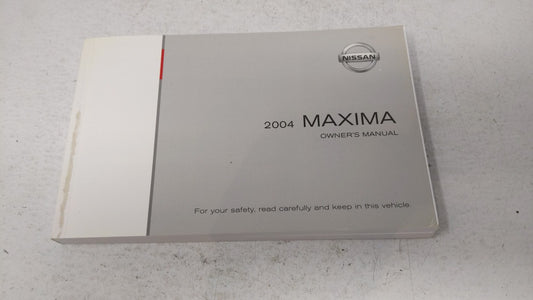 NISSAN
2004 MAXIMA
OWNER'S MANUAL
For your safety, read carefully and keep in this vehicle.